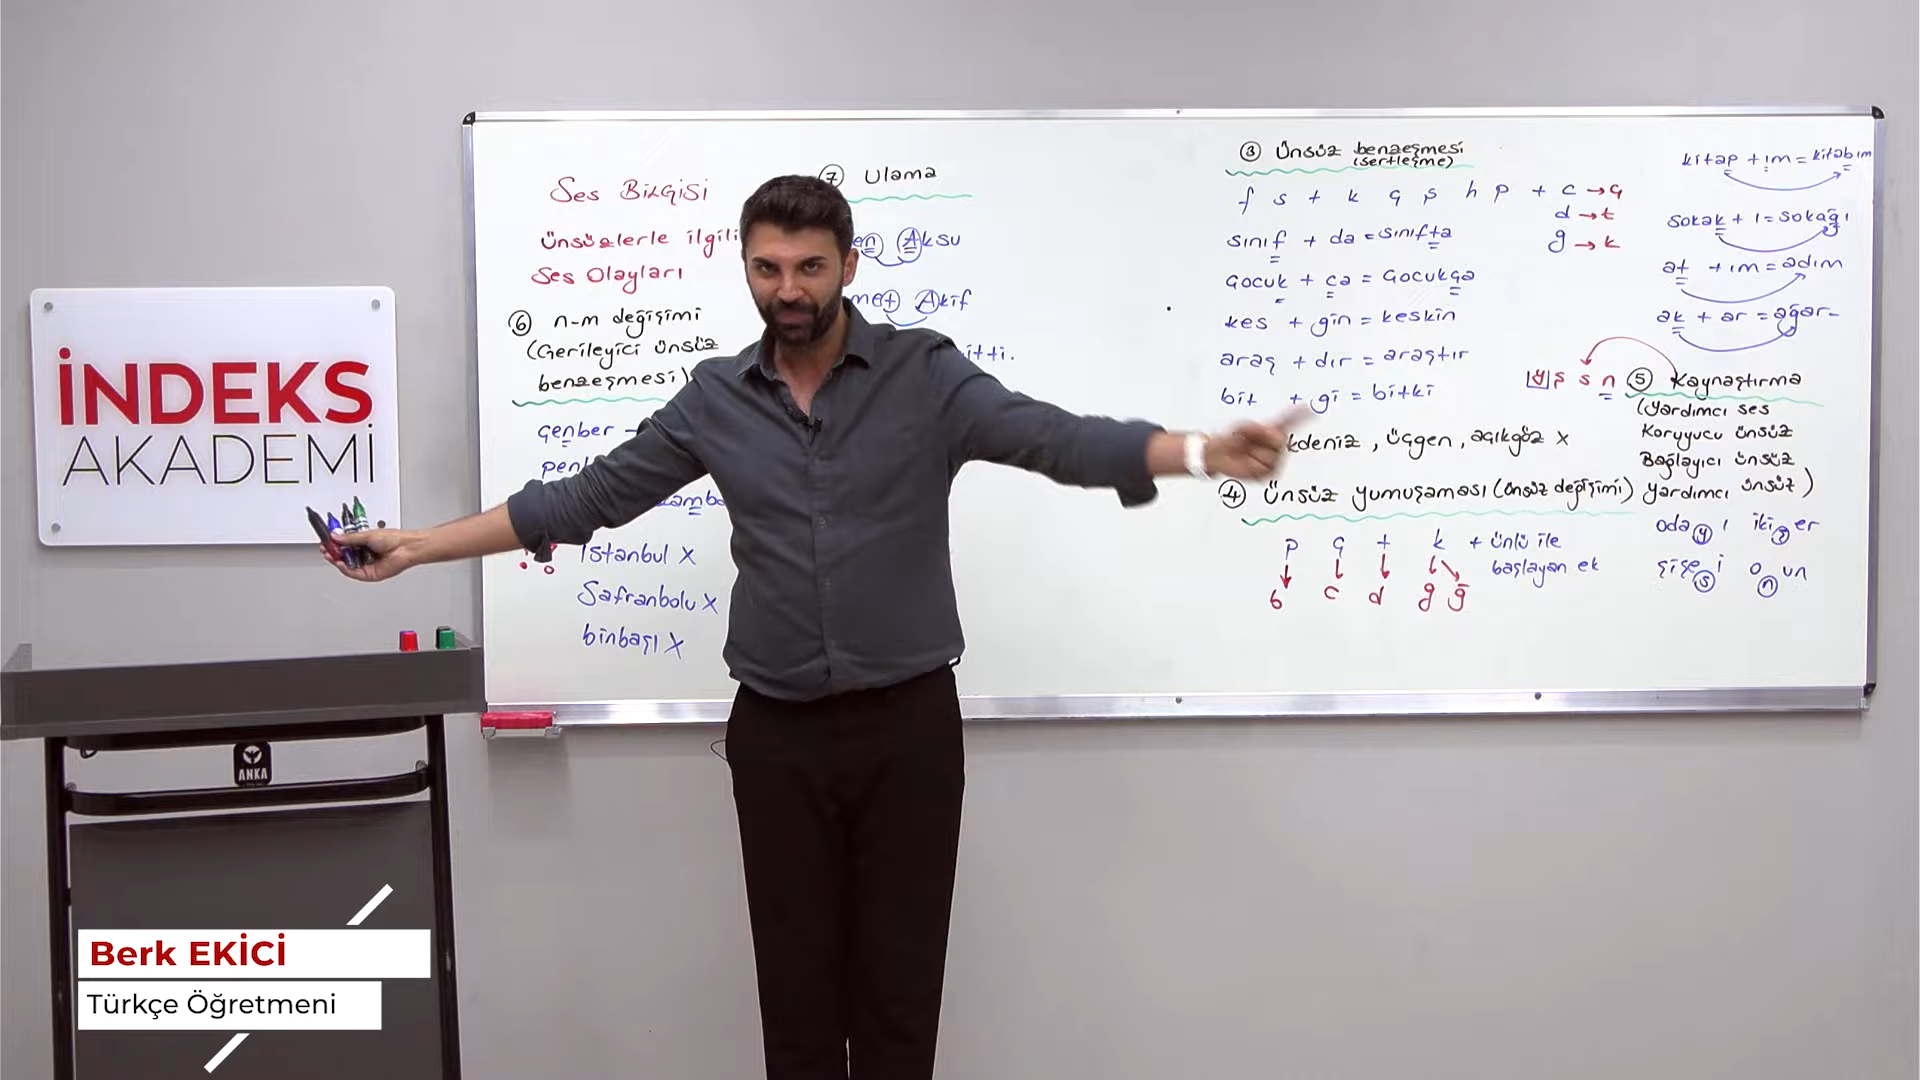 İNDEKS
AKADEMİ
Ses Bilgisi
Ünsüzlerle ilgili
Ses Olayları
⑥ n-m değişimi
(Gerileyici ünsüz
benzeşmesi)
çenber
İstanbul x
Safranbolu x
binbaşı x
⑦ Ulama
Aksu
Akif
③ Ünsüz benzeşmesi
(sertleşme)
f s t k ç ş h p + c → ç
d → t
g → k
sınıf + da = sınıfta
çocuk + ca = çocukça
kes + gin = keskin
araş + dır = araştır
bit + gi = bitki
kdeniz, üçgen, açıkgöz x
④ Ünsüz yumuşaması (ünsüz değişimi)
p ç t k + ünlü ile
başlayan ek
b c d g ğ
kitap + ım = kitabım
sokak + ı = sokağı
at + ım = adım
ak + ar = ağar-
y ş s n ⑤ Kaynaştırma
(yardımcı ses
Koruyucu ünsüz
Bağlayıcı ünsüz
yardımcı ünsüz)
oda y ı iki ş er
s i o n un
ANKA
Berk EKİCİ
Türkçe Öğretmeni